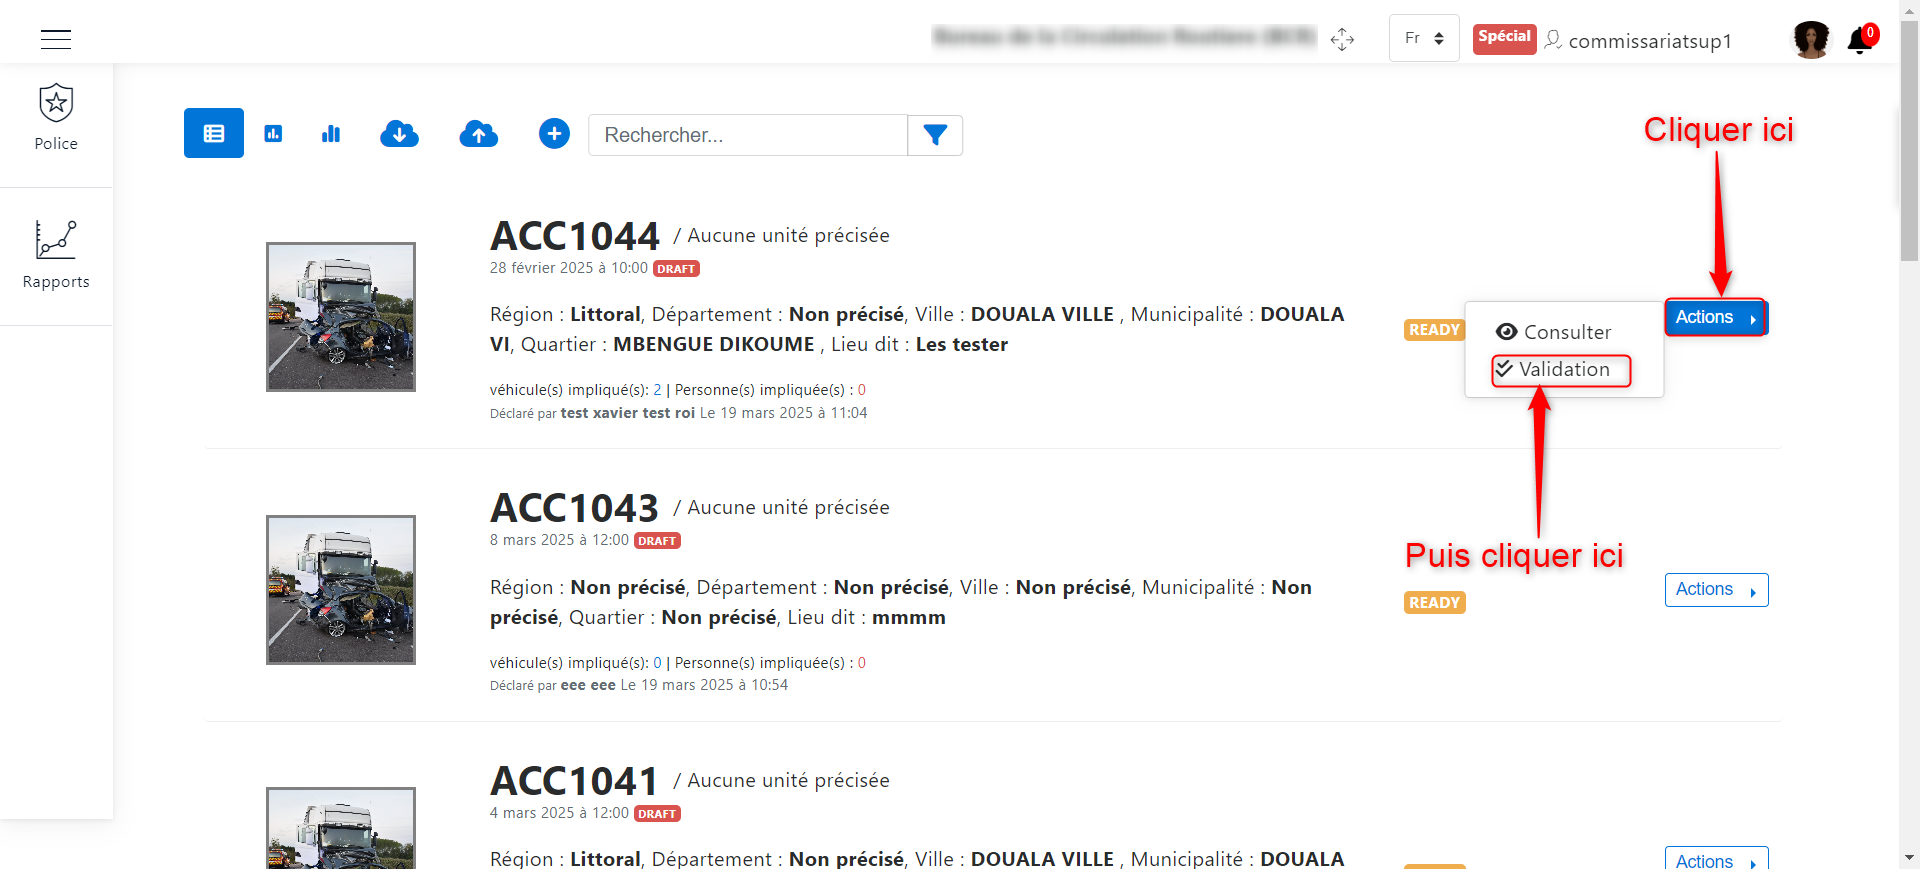 Fr
Spécial commissariatsup1
0
Police
Rapports
Rechercher...
Cliquer ici
ACC1044 / Aucune unité précisée
28 février 2025 à 10:00 DRAFT
Région : Littoral, Département : Non précisé, Ville : DOUALA VILLE , Municipalité : DOUALA
VI, Quartier : MBENGUE DIKOUME , Lieu dit : Les tester
véhicule(s) impliqué(s): 2 | Personne(s) impliquée(s) : 0
Déclaré par test xavier test roi Le 19 mars 2025 à 11:04
READY
Consulter
Validation
Actions
Puis cliquer ici
ACC1043 / Aucune unité précisée
8 mars 2025 à 12:00 DRAFT
Région : Non précisé, Département : Non précisé, Ville : Non précisé, Municipalité : Non
précisé, Quartier : Non précisé, Lieu dit : mmmm
véhicule(s) impliqué(s): 0 | Personne(s) impliquée(s) : 0
Déclaré par eee eee Le 19 mars 2025 à 10:54
READY
Actions
ACC1041 / Aucune unité précisée
4 mars 2025 à 12:00 DRAFT
Région : Littoral, Département : Non précisé, Ville : DOUALA VILLE , Municipalité : DOUALA
Actions